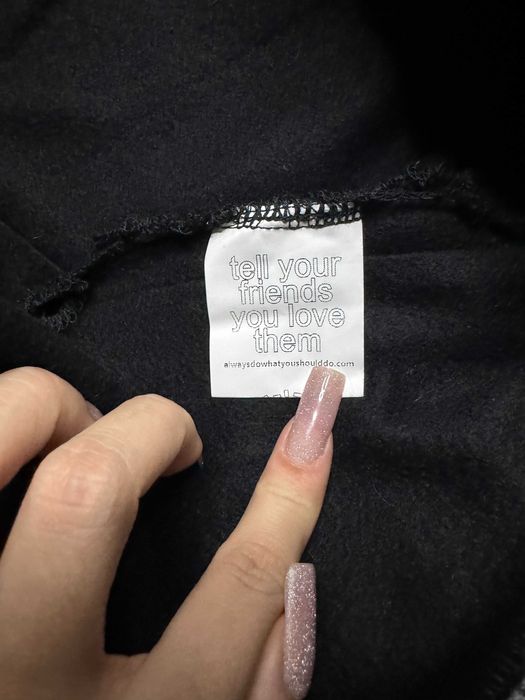 tell your
friends
you love
them
alwaysdowhatyoushoulddo.com